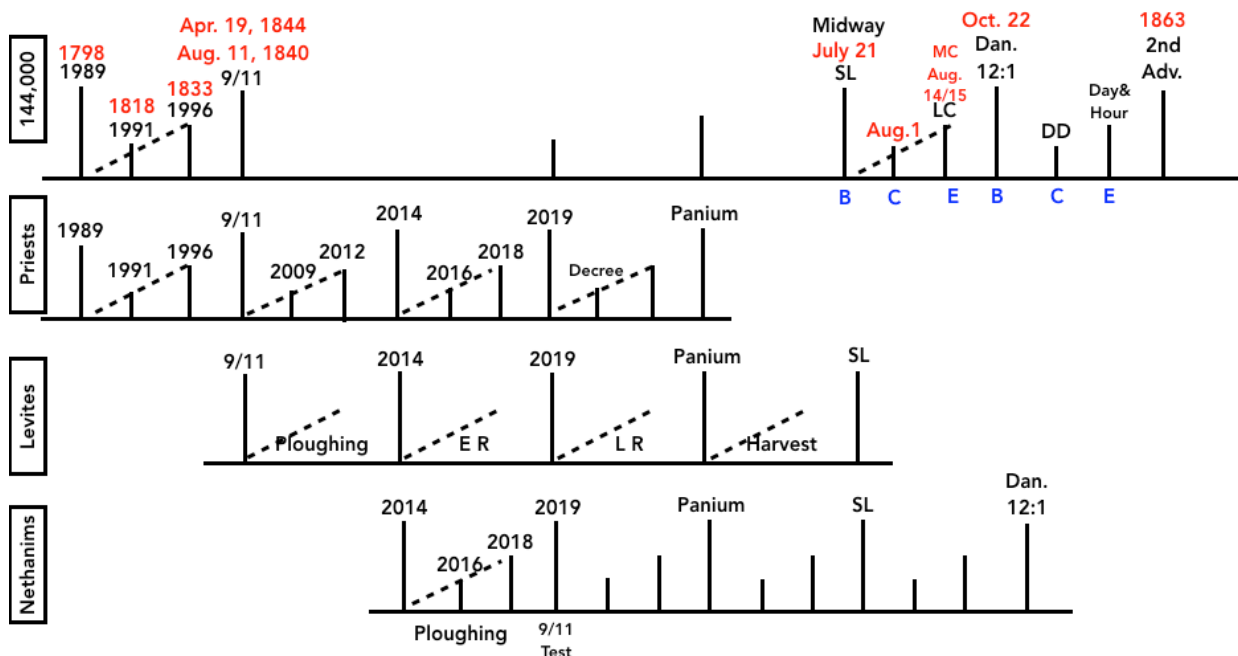 144,000
1798
1989
1818
1991
1833
1996
Apr. 19, 1844
Aug. 11, 1840
9/11
Midway
July 21
SL
Aug.1
MC
Aug.
14/15
LC
Oct. 22
Dan.
12:1
DD
Day&
Hour
1863
2nd
Adv.
B
C
E
B
C
E
Priests
1989
1991
1996
9/11
2009
2012
2014
2016
2018
2019
Decree
Panium
Levites
9/11
2014
2019
Panium
SL
Ploughing
E R
L R
Harvest
Nethanims
2014
2016
2018
2019
Panium
SL
Dan.
12:1
Ploughing
9/11
Test